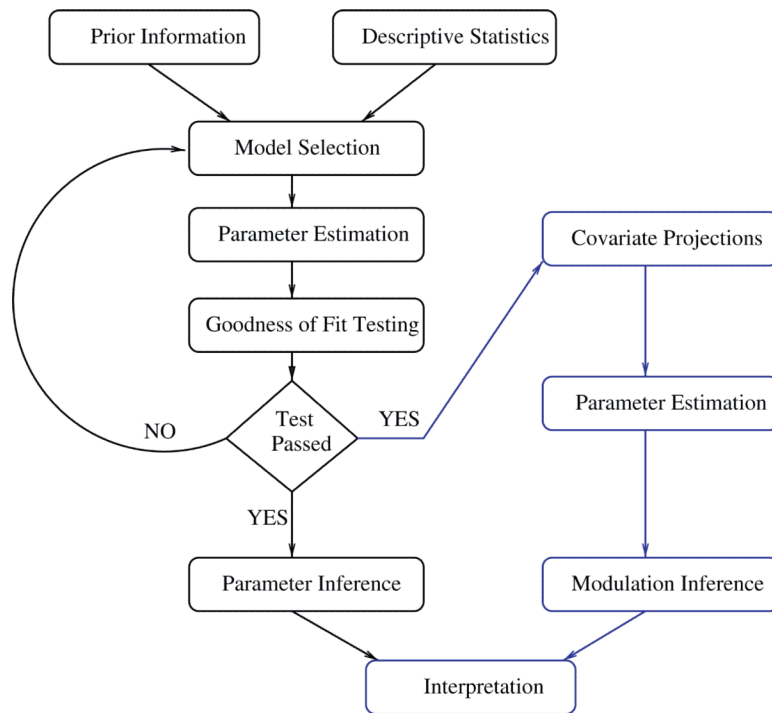 Prior Information
Descriptive Statistics
Model Selection
Parameter Estimation
Covariate Projections
Goodness of Fit Testing
Parameter Estimation
Test
Passed
NO
YES
YES
Parameter Inference
Modulation Inference
Interpretation